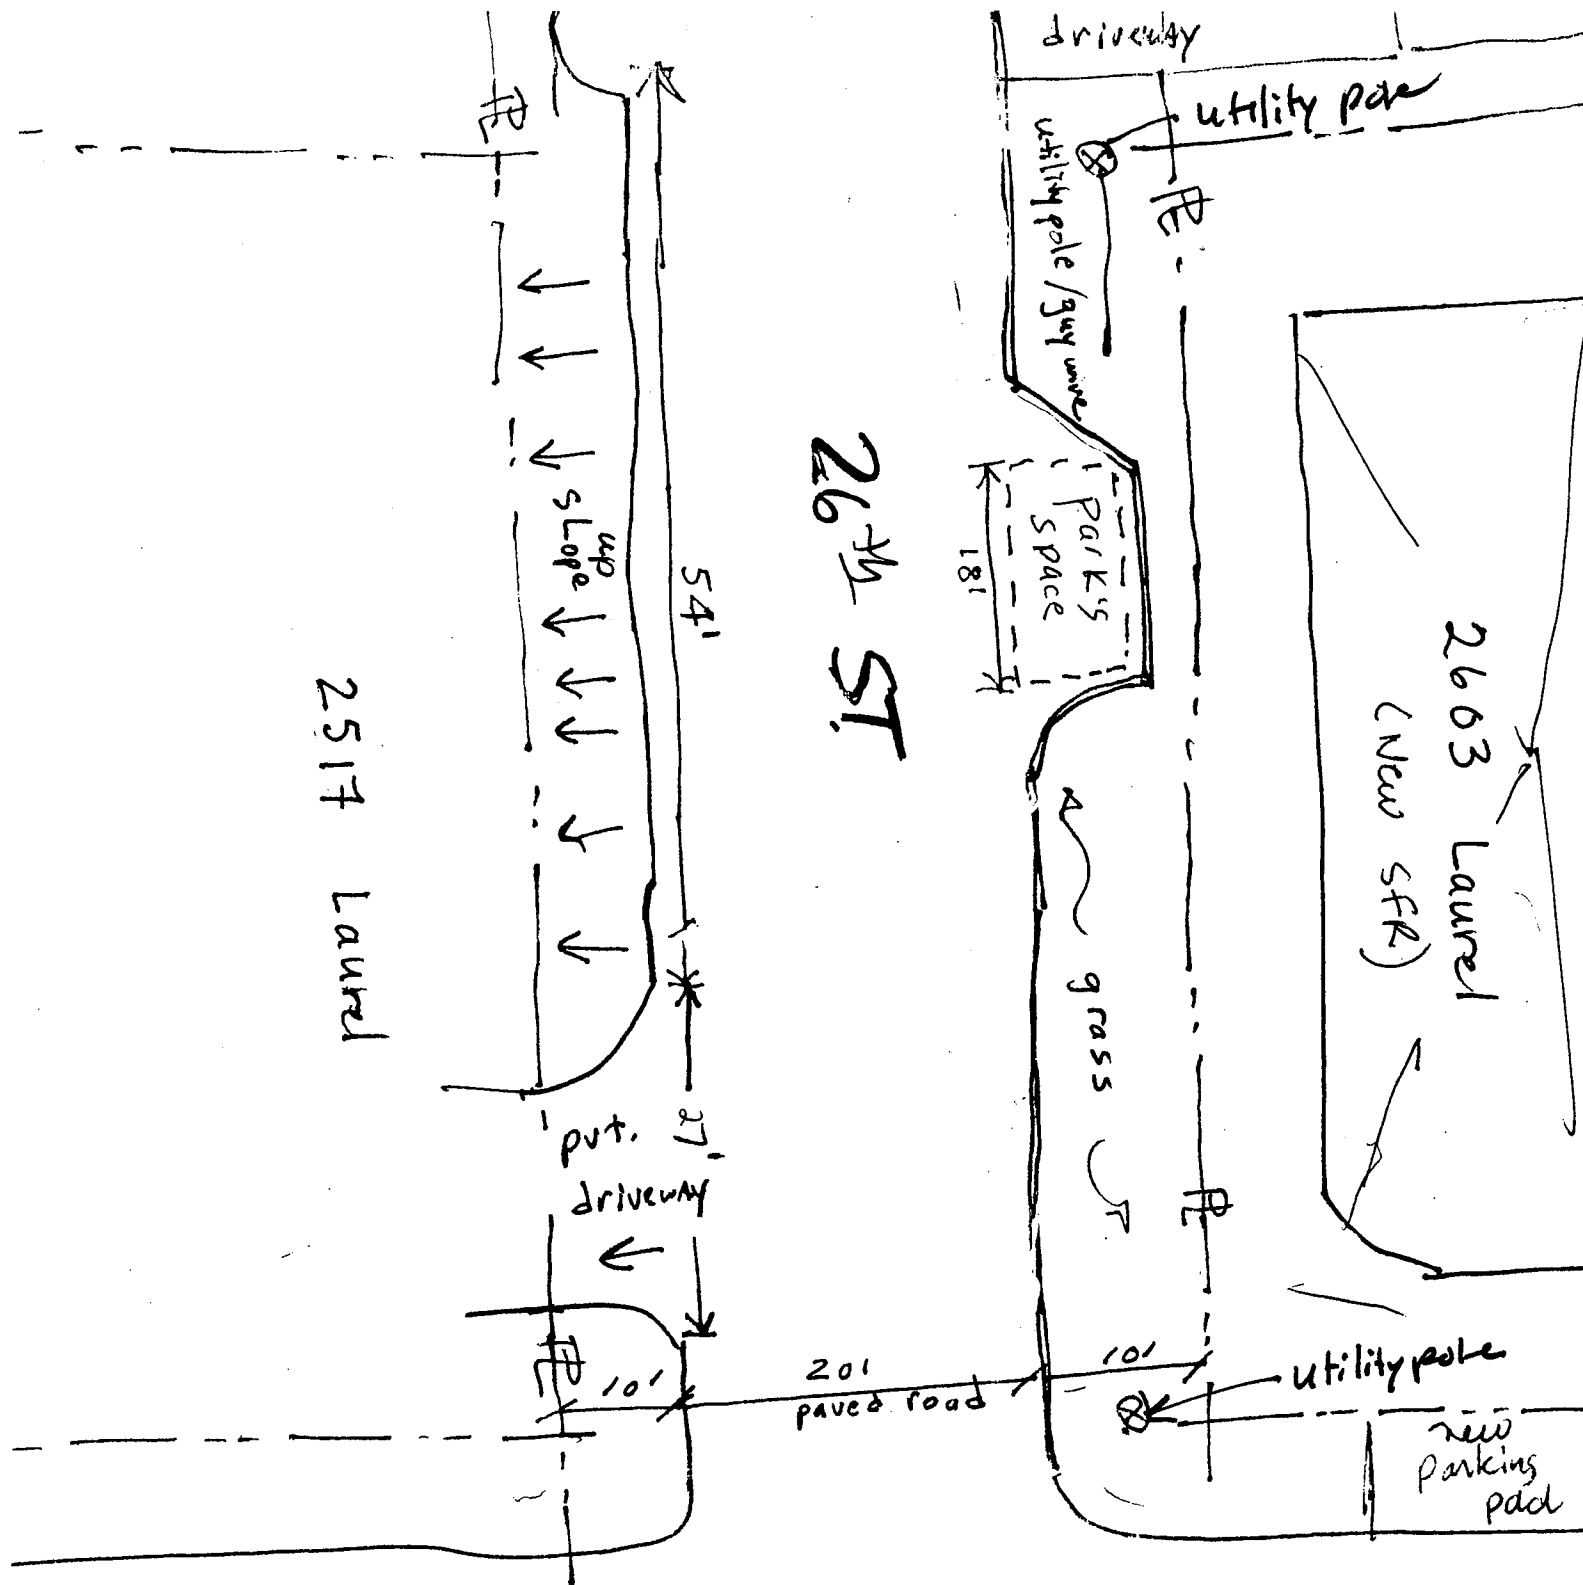 driveway
utility pole
PL
PL
utility pole/guy wire
26th ST.
Park'g
space
18'
up
slope
54'
2517 Laurel
2663 Laurel
(New SFR)
grass
pvt.
driveway
27'
PL
PL
10'
20'
paved road
10'
utility pole
new
parking
pad